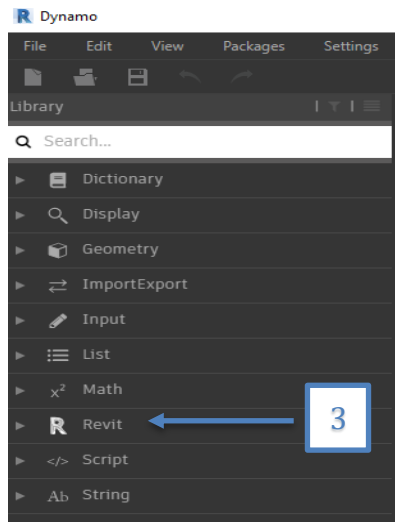 R Dynamo
File Edit View Packages Settings
Library
Search...
Dictionary
Display
Geometry
ImportExport
Input
List
x² Math
R Revit
3
</> Script
Ab String